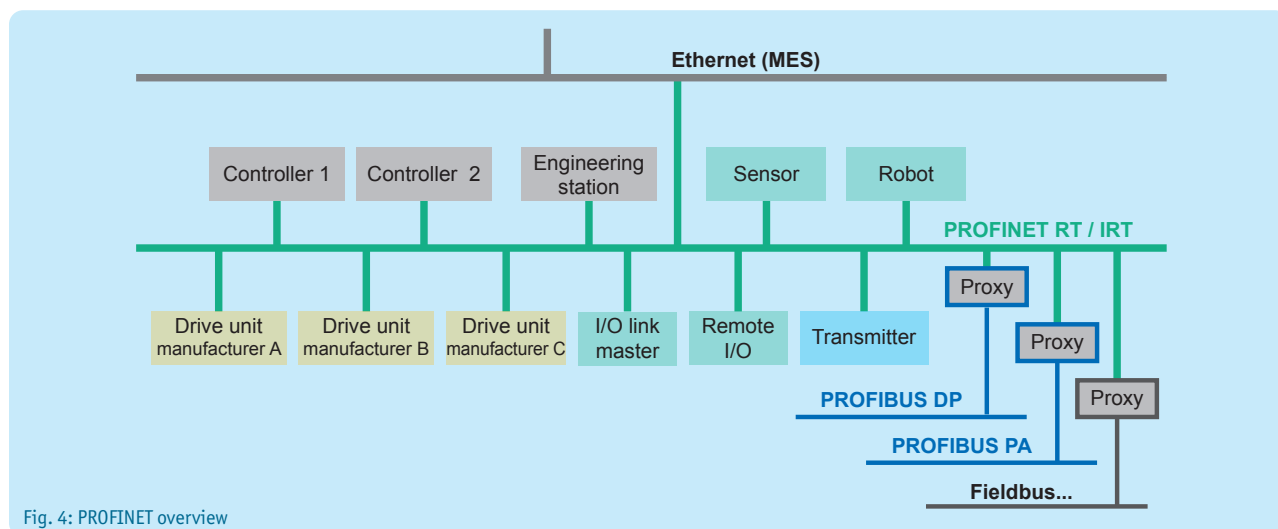 Ethernet (MES)
Controller 1
Controller 2
Engineering
station
Sensor
Robot
PROFINET RT / IRT
Drive unit
manufacturer A
Drive unit
manufacturer B
Drive unit
manufacturer C
I/O link
master
Remote
I/O
Transmitter
Proxy
Proxy
Proxy
PROFIBUS DP
PROFIBUS PA
Fieldbus...
Fig. 4: PROFINET overview